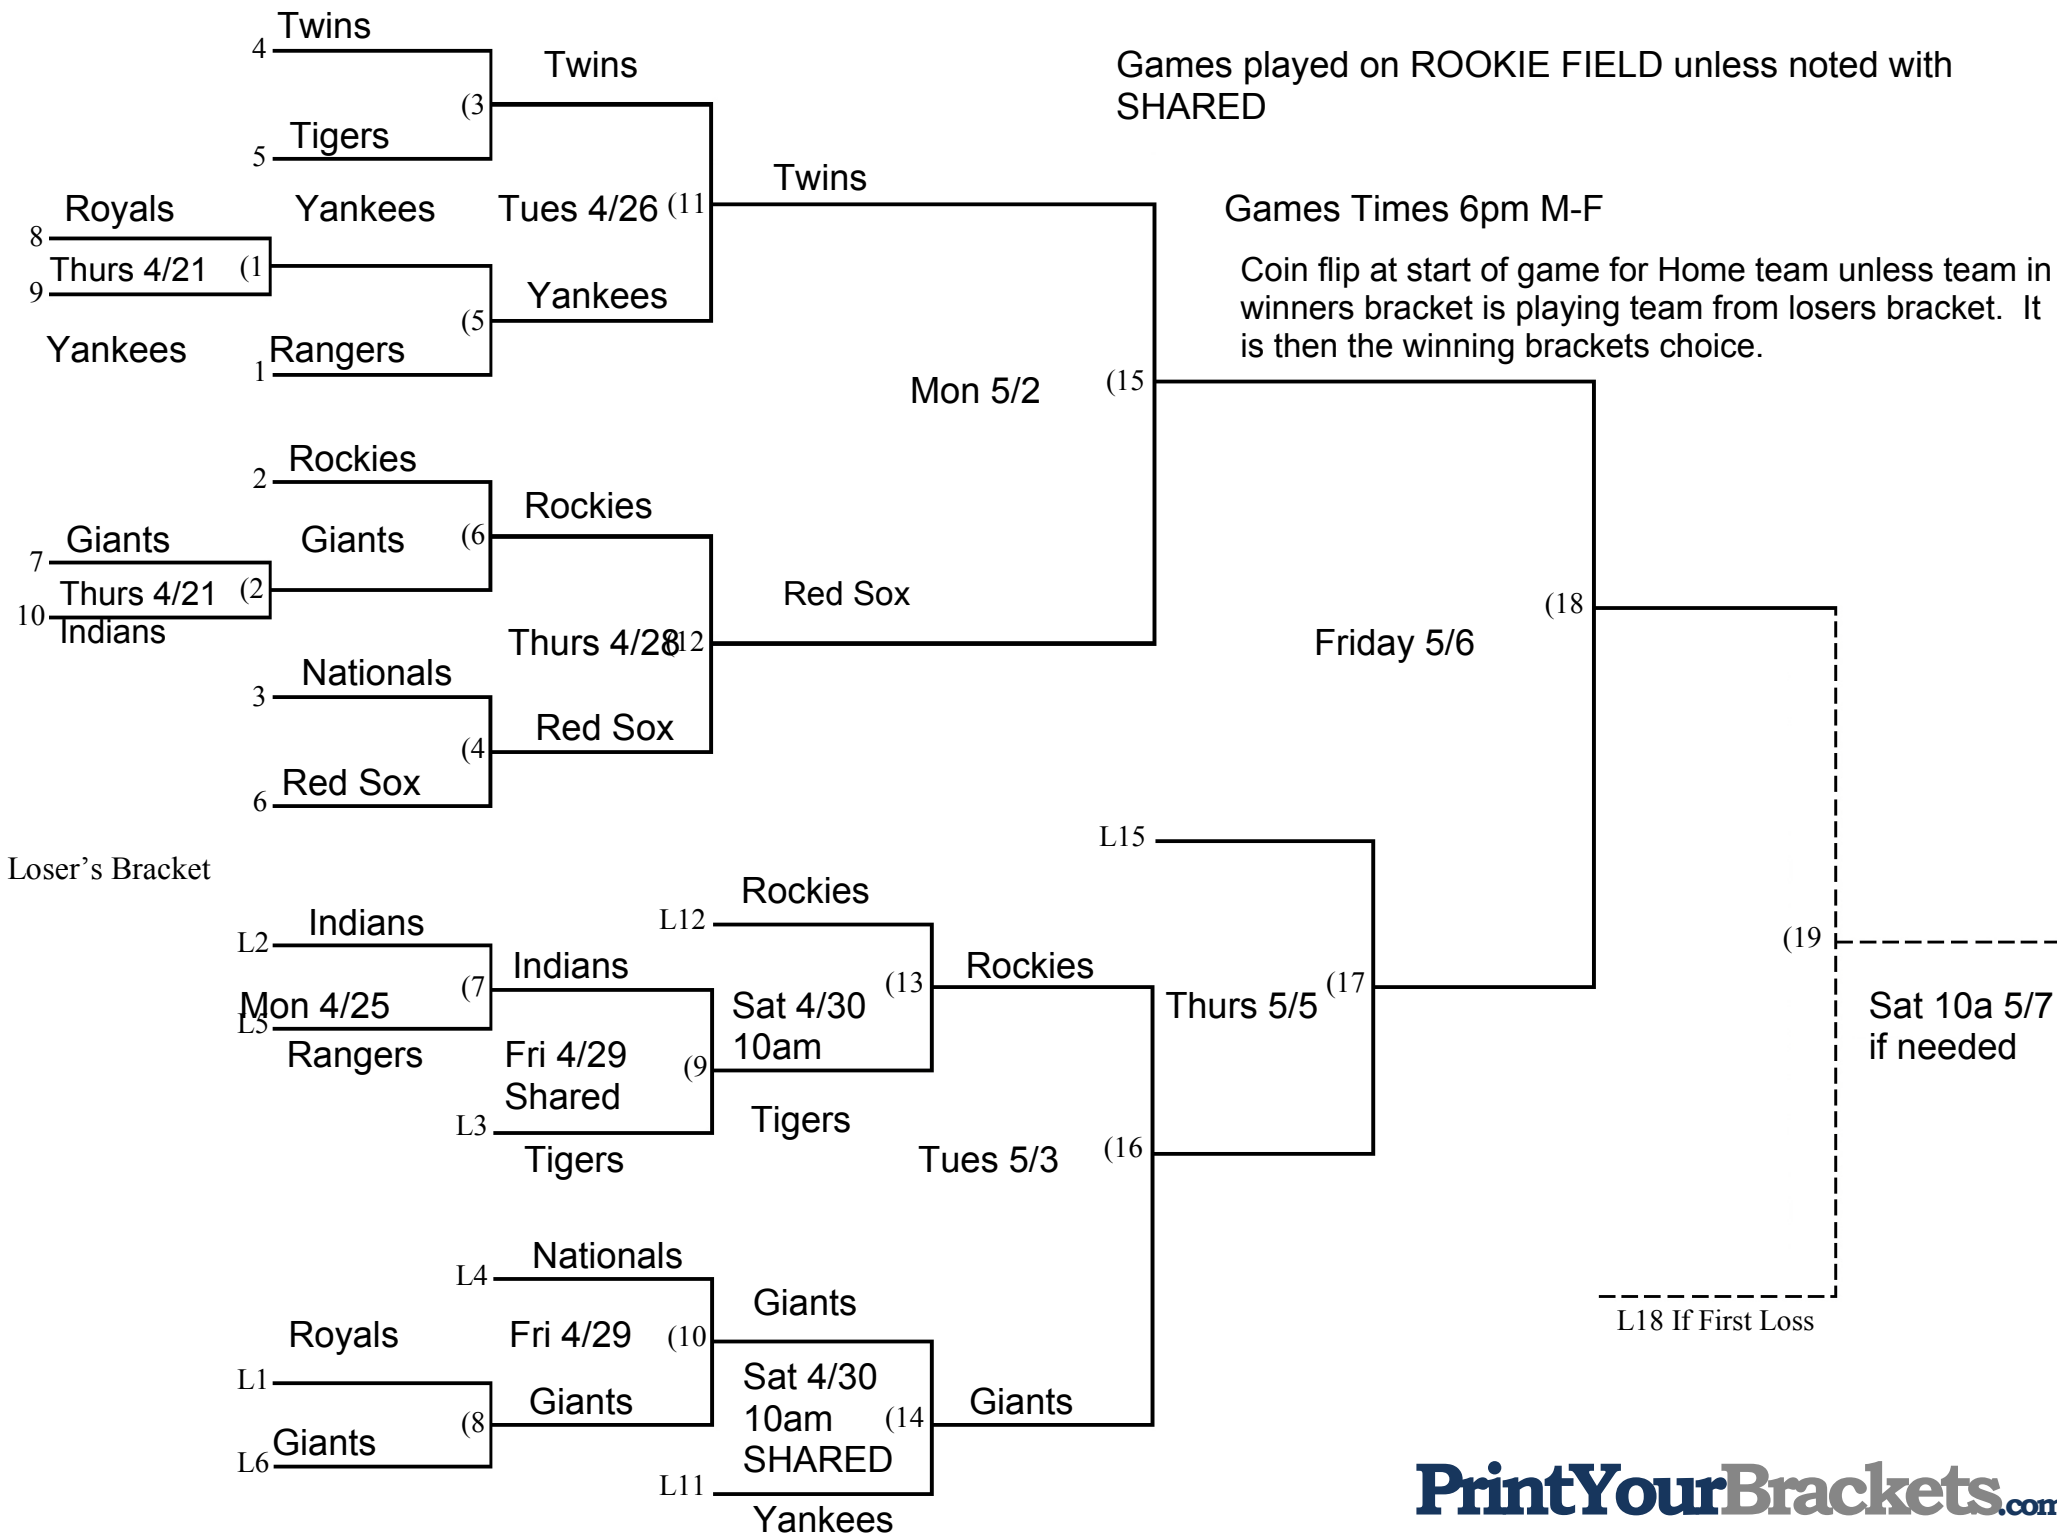 Twins
4
Twins
Games played on ROOKIE FIELD unless noted with
SHARED
(3
Tigers
5
Twins
Royals
Yankees
Tues 4/26
(11
Games Times 6pm M-F
8
Thurs 4/21
(1
9
Coin flip at start of game for Home team unless team in
winners bracket is playing team from losers bracket. It
is then the winning brackets choice.
Yankees
(5
Yankees
Rangers
1
Mon 5/2
(15
Rockies
2
Rockies
Giants
7
Giants
(6
Thurs 4/21
(2
10
Indians
Red Sox
(18
Thurs 4/28
(12
Friday 5/6
Nationals
3
Red Sox
(4
Red Sox
6
L15
Loser's Bracket
Rockies
L12
Indians
L2
(19
Indians
(7
Rockies
(13
(17
Mon 4/25
L5
Sat 4/30
10am
Thurs 5/5
Sat 10a 5/7
if needed
Rangers
Fri 4/29
Shared
(9
L3
Tigers
Tigers
Tues 5/3
(16
Nationals
L4
Giants
L18 If First Loss
Royals
Fri 4/29
(10
L1
Sat 4/30
10am
SHARED
Giants
(8
(14
Giants
Giants
L6
L11
Yankees
PrintYourBrackets.com